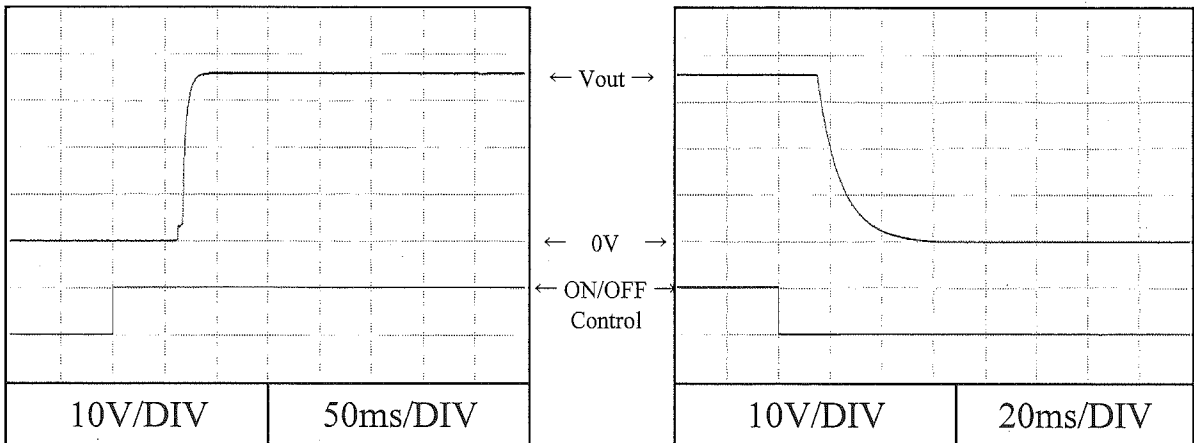 ← Vout →
← 0V →
← ON/OFF →
Control
10V/DIV 50ms/DIV 10V/DIV 20ms/DIV